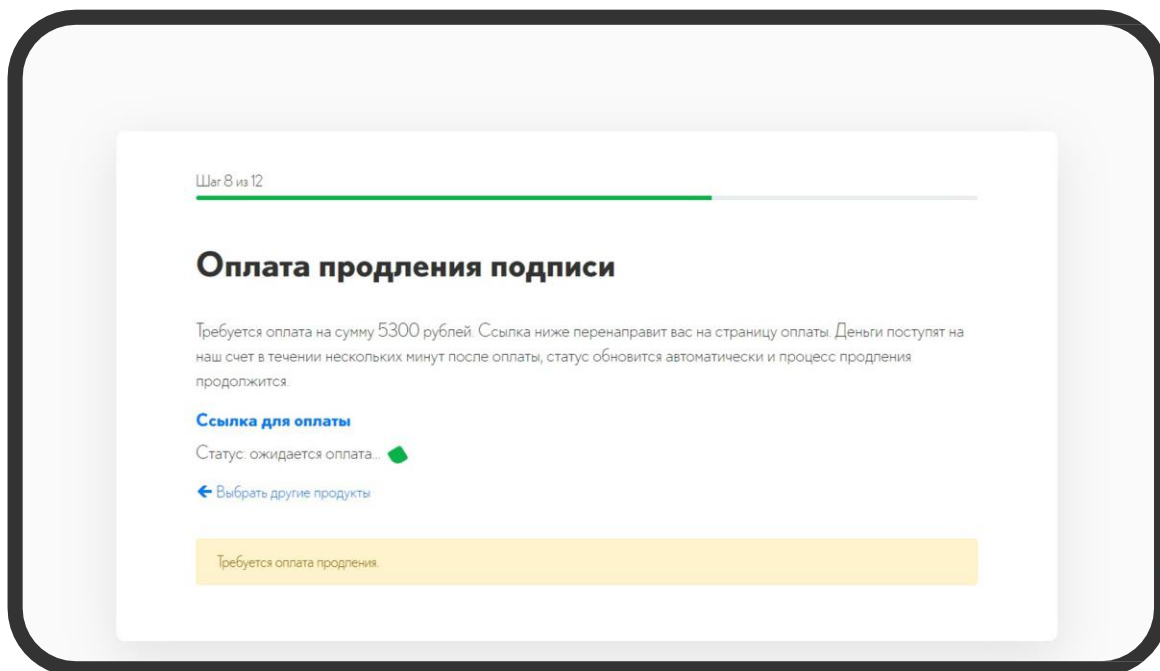 Шаг 8 из 12
Оплата продления подписи
Требуется оплата на сумму 5300 рублей. Ссылка ниже перенаправит вас на страницу оплаты. Деньги поступят на
наш счет в течении нескольких минут после оплаты, статус обновится автоматически и процесс продления
продолжится.
Ссылка для оплаты
Статус: ожидается оплата...
Выбрать другие продукты
Требуется оплата продления.